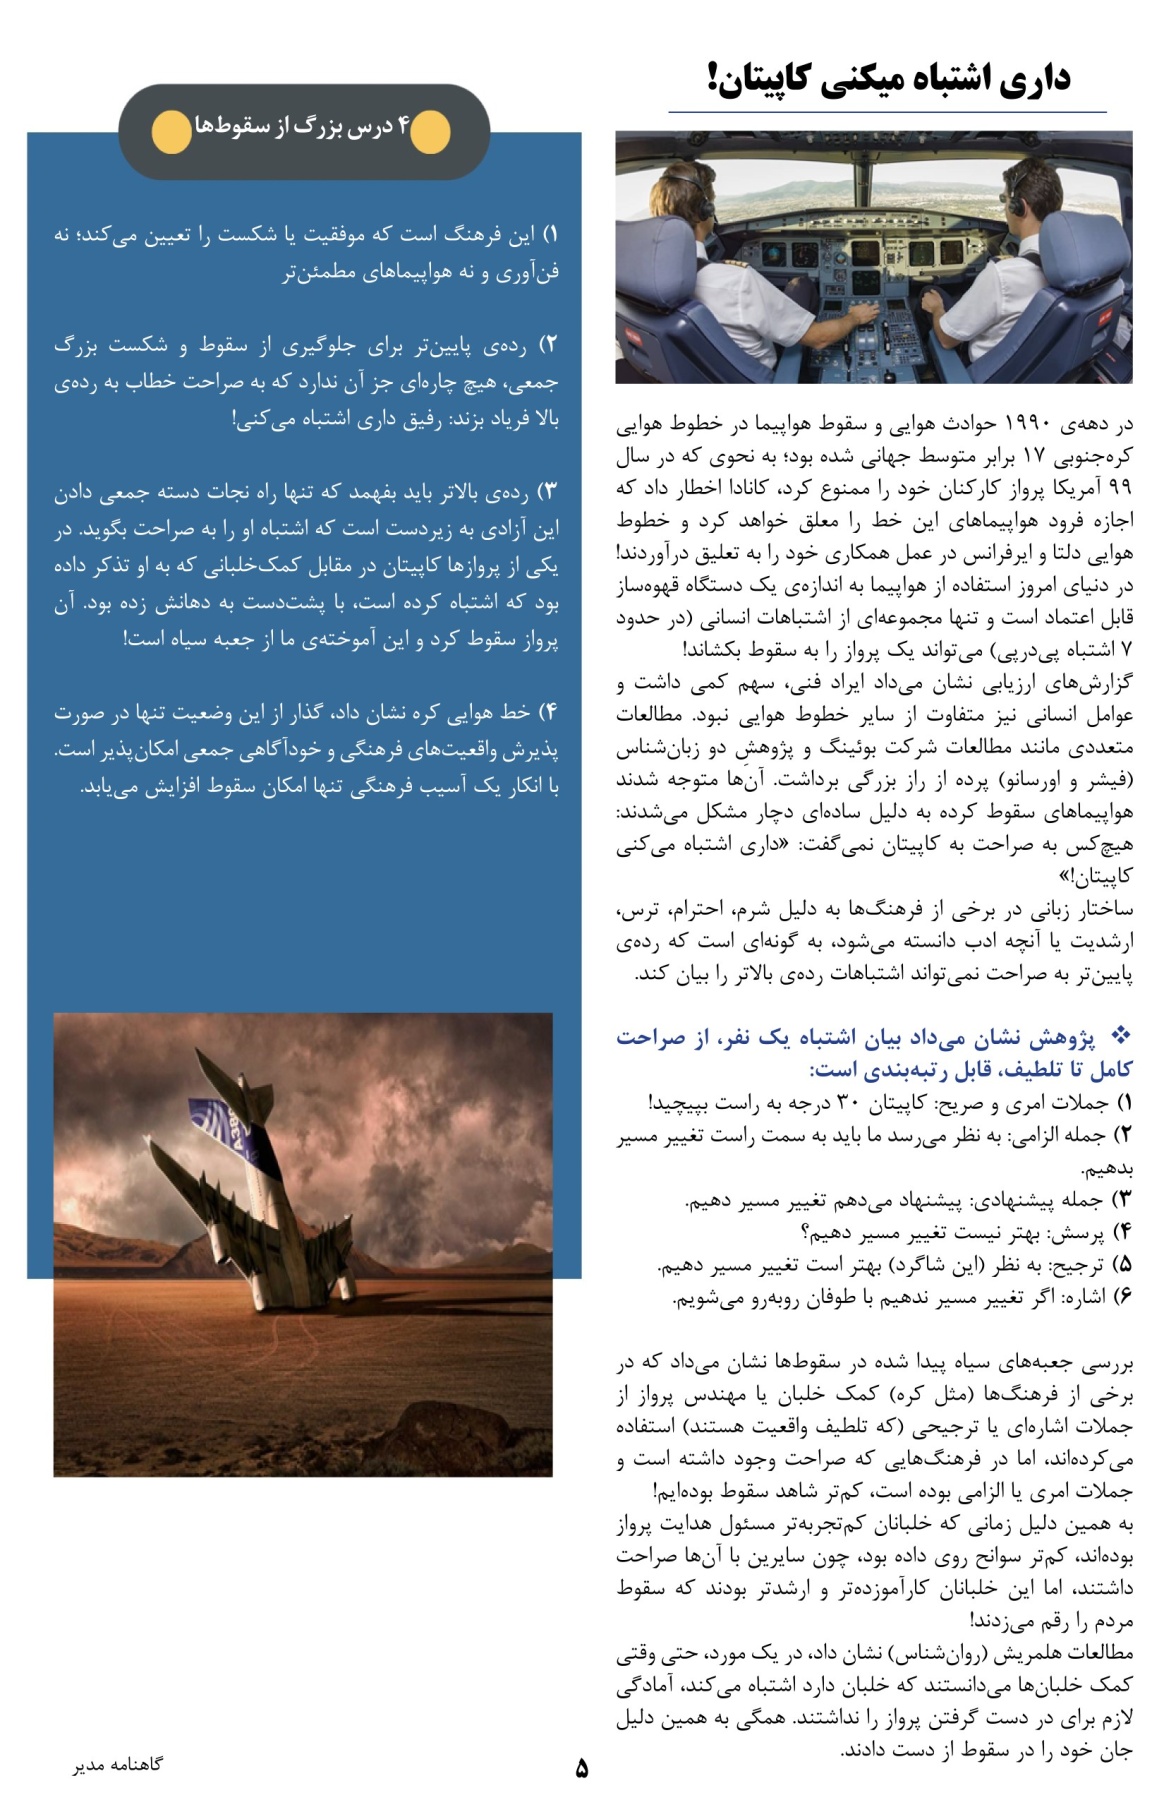 داری اشتباه میکنی کاپیتان!
در دهه‌ی ۱۹۹۰ حوادث هوایی و سقوط هواپیما در خطوط هوایی
کره‌جنوبی ۱۷ برابر متوسط جهانی شده بود؛ به نحوی که در سال
۹۹ آمریکا پرواز کارکنان خود را ممنوع کرد، کانادا اخطار داد که
اجازه فرود هواپیماهای این خط را معلق خواهد کرد و خطوط
هوایی دلتا و ایرفرانس در عمل همکاری خود را به تعلیق درآوردند!
در دنیای امروز استفاده از هواپیما به اندازه‌ی یک دستگاه قهوه‌ساز
قابل اعتماد است و تنها مجموعه‌ای از اشتباهات انسانی (در حدود
۷ اشتباه پی‌درپی) می‌تواند یک پرواز را به سقوط بکشاند!
گزارش‌های ارزیابی نشان می‌داد ایراد فنی، سهم کمی داشت و
عوامل انسانی نیز متفاوت از سایر خطوط هوایی نبود. مطالعات
متعددی مانند مطالعات شرکت بوئینگ و پژوهشِ دو زبان‌شناس
(فیشر و اورسانو) پرده از راز بزرگی برداشت. آن‌ها متوجه شدند
هواپیماهای سقوط کرده به دلیل ساده‌ای دچار مشکل می‌شدند:
هیچ‌کس به صراحت به کاپیتان نمی‌گفت: «داری اشتباه می‌کنی
کاپیتان!»
ساختار زبانی در برخی از فرهنگ‌ها به دلیل شرم، احترام، ترس،
ارشدیت یا آنچه ادب دانسته می‌شود، به گونه‌ای است که رده‌ی
پایین‌تر به صراحت نمی‌تواند اشتباهات رده‌ی بالاتر را بیان کند.
❖ پژوهش نشان می‌داد بیان اشتباه یک نفر، از صراحت
کامل تا تلطیف، قابل رتبه‌بندی است:
۱) جملات امری و صریح: کاپیتان ۳۰ درجه به راست بپیچید!
۲) جمله الزامی: به نظر می‌رسد ما باید به سمت راست تغییر مسیر
بدهیم.
۳) جمله پیشنهادی: پیشنهاد می‌دهم تغییر مسیر دهیم.
۴) پرسش: بهتر نیست تغییر مسیر دهیم؟
۵) ترجیح: به نظر (این شاگرد) بهتر است تغییر مسیر دهیم.
۶) اشاره: اگر تغییر مسیر ندهیم با طوفان روبه‌رو می‌شویم.
بررسی جعبه‌های سیاه پیدا شده در سقوط‌ها نشان می‌داد که در
برخی از فرهنگ‌ها (مثل کره) کمک خلبان یا مهندس پرواز از
جملات اشاره‌ای یا ترجیحی (که تلطیف واقعیت هستند) استفاده
می‌کرده‌اند، اما در فرهنگ‌هایی که صراحت وجود داشته است و
جملات امری یا الزامی بوده است، کم‌تر شاهد سقوط بوده‌ایم!
به همین دلیل زمانی که خلبانان کم‌تجربه‌تر مسئول هدایت پرواز
بوده‌اند، کم‌تر سوانح روی داده بود، چون سایرین با آن‌ها صراحت
داشتند، اما این خلبانان کارآموزده‌تر و ارشدتر بودند که سقوط
مردم را رقم می‌زدند!
مطالعات هلمریش (روان‌شناس) نشان داد، در یک مورد، حتی وقتی
کمک خلبان‌ها می‌دانستند که خلبان دارد اشتباه می‌کند، آمادگی
لازم برای در دست گرفتن پرواز را نداشتند. همگی به همین دلیل
جان خود را در سقوط از دست دادند.
۴ درس بزرگ از سقوط‌ها
۱) این فرهنگ است که موفقیت یا شکست را تعیین می‌کند؛ نه
فن‌آوری و نه هواپیماهای مطمئن‌تر
۲) رده‌ی پایین‌تر برای جلوگیری از سقوط و شکست بزرگ
جمعی، هیچ چاره‌ای جز آن ندارد که به صراحت خطاب به رده‌ی
بالا فریاد بزند: رفیق داری اشتباه می‌کنی!
۳) رده‌ی بالاتر باید بفهمد که تنها راه نجات دسته جمعی دادن
این آزادی به زیردست است که اشتباه او را به صراحت بگوید. در
یکی از پروازها کاپیتان در مقابل کمک‌خلبانی که به او تذکر داده
بود که اشتباه کرده است، با پشت‌دست به دهانش زده بود. آن
پرواز سقوط کرد و این آموخته‌ی ما از جعبه سیاه است!
۴) خط هوایی کره نشان داد، گذار از این وضعیت تنها در صورت
پذیرش واقعیت‌های فرهنگی و خودآگاهی جمعی امکان‌پذیر است.
با انکار یک آسیب فرهنگی تنها امکان سقوط افزایش می‌یابد.
A380
۵
گاهنامه مدیر